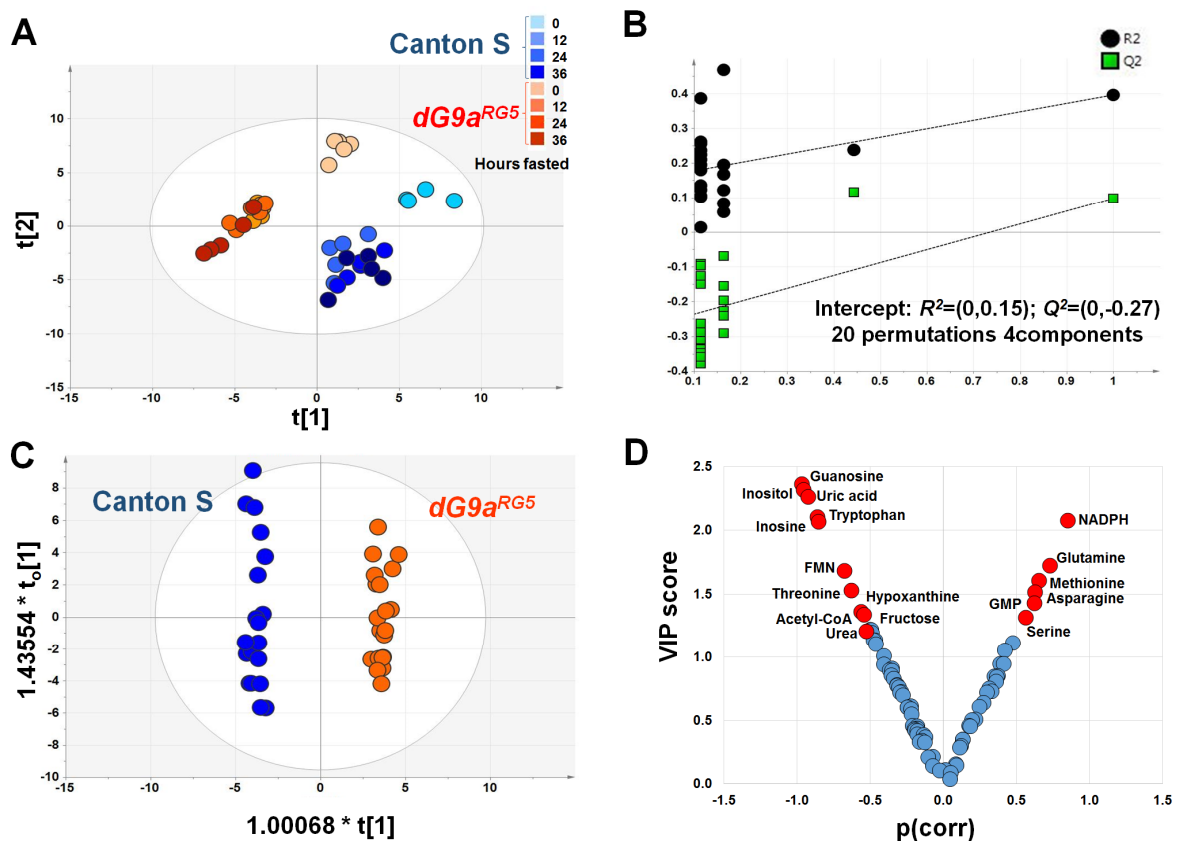 A
Canton S
0
12
24
36
dG9a^RG5
0
12
24
36
Hours fasted
15
10
5
0
-5
-10
-15
-15
-10
-5
0
5
10
t[2]
t[1]
B
R2
Q2
0.4
0.3
0.2
0.1
0
-0.1
-0.2
-0.3
-0.4
0.1
0.2
0.3
0.4
0.5
0.6
0.7
0.8
0.9
1
Intercept: R²=(0,0.15); Q²=(0,-0.27)
20 permutations 4components
C
Canton S
dG9a^RG5
8
6
4
2
0
-2
-4
-6
-8
-10
-15
-10
-5
0
5
10
15
1.43554 * t₀[1]
1.00068 * t[1]
D
2.5
2.0
1.5
1.0
0.5
0.0
-1.5
-1.0
-0.5
0.0
0.5
1.0
1.5
VIP score
p(corr)
Guanosine
Inositol
Uric acid
Tryptophan
Inosine
FMN
Threonine
Hypoxanthine
Acetyl-CoA
Fructose
Urea
NADPH
Glutamine
Methionine
Asparagine
GMP
Serine